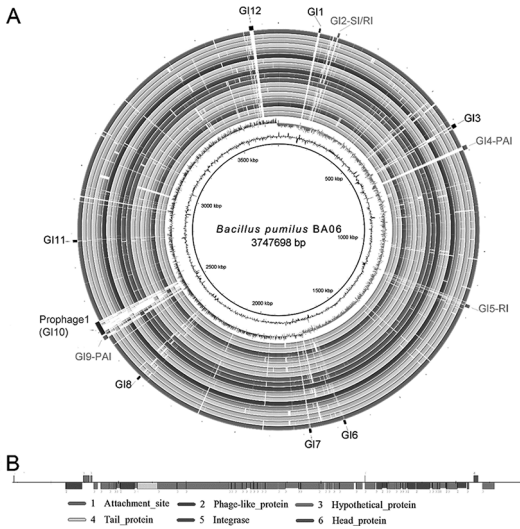 A
GI12
GI1
GI2-SI/RI
GI3
GI4-PAI
3500 kbp
500 kbp
3000 kbp
Bacillus pumilus BA06
3747698 bp
1000 kbp
GI11
2500 kbp
1500 kbp
2000 kbp
GI5-RI
Prophage1
(GI10)
GI9-PAI
GI8
GI7
GI6
B
1 Attachment_site
2 Phage-like_protein
3 Hypothetical_protein
4 Tail_protein
5 Integrase
6 Head_protein